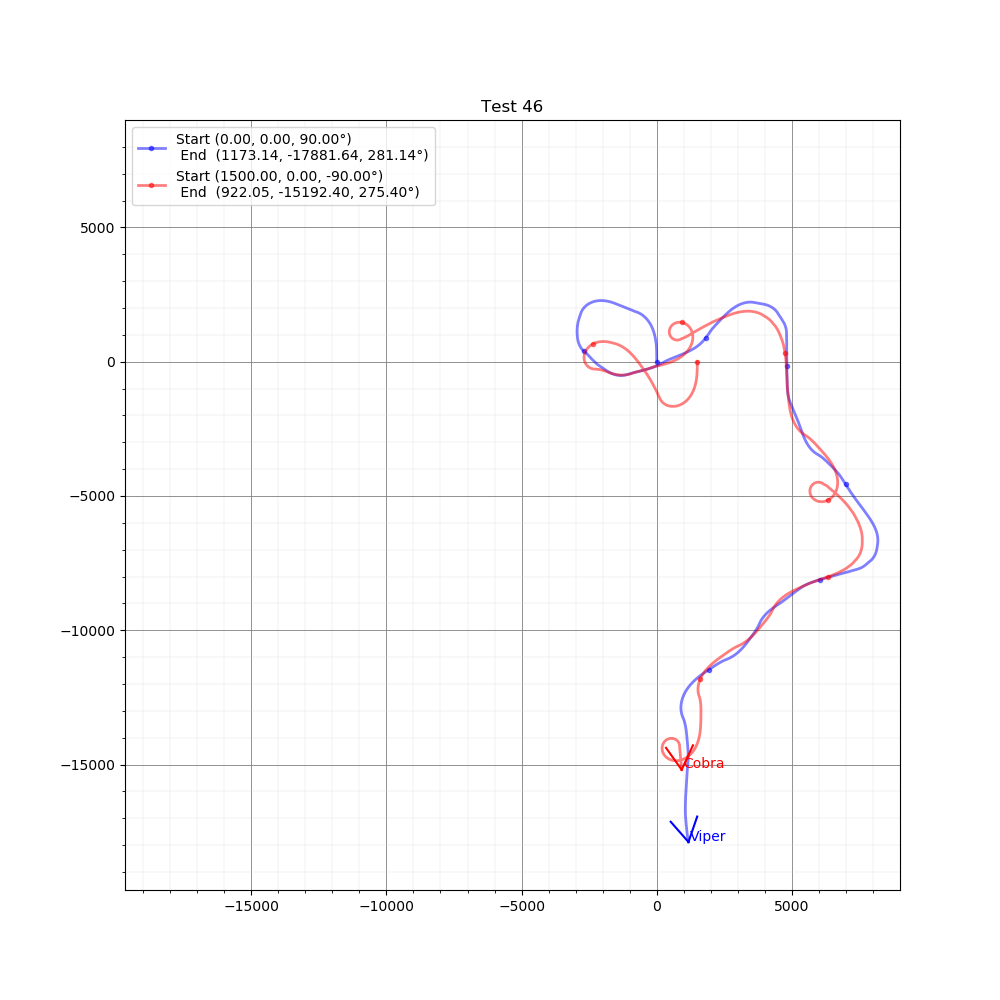 Test 46
Start (0.00, 0.00, 90.00°)
End  (1173.14, -17881.64, 281.14°)
Start (1500.00, 0.00, -90.00°)
End  (922.05, -15192.40, 275.40°)
5000
0
−5000
−10000
−15000
Cobra
Viper
−15000 −10000 −5000 0 5000